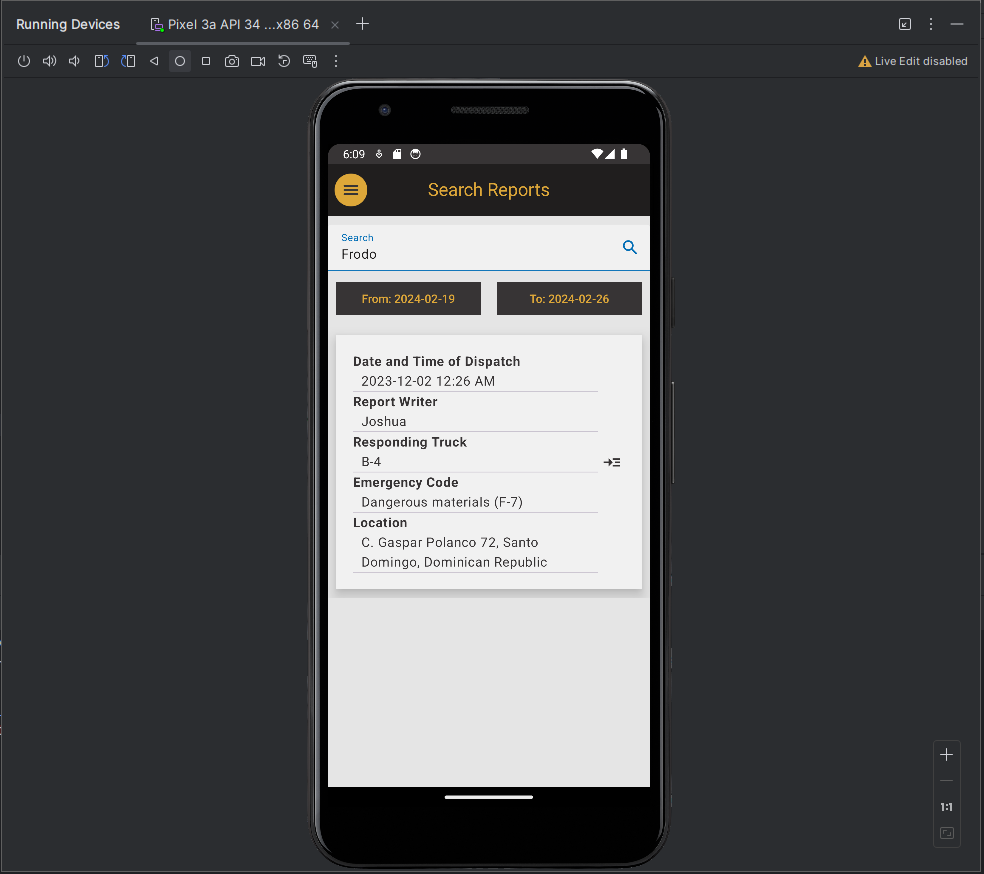 Running Devices
Pixel 3a API 34 ...x86 64
Live Edit disabled
6:09
Search Reports
Search
Frodo
From: 2024-02-19
To: 2024-02-26
Date and Time of Dispatch
2023-12-02 12:26 AM
Report Writer
Joshua
Responding Truck
B-4
Emergency Code
Dangerous materials (F-7)
Location
C. Gaspar Polanco 72, Santo
Domingo, Dominican Republic
1:1